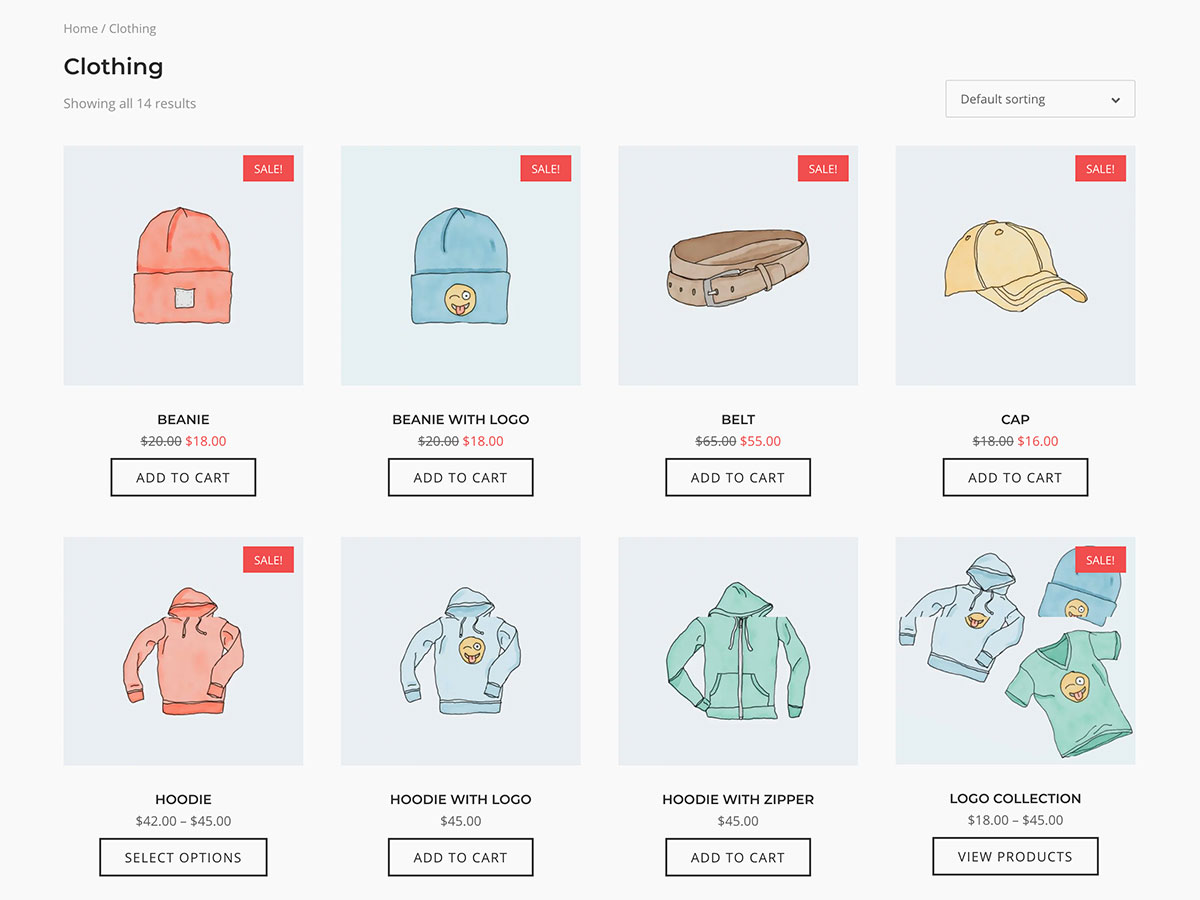 Home / Clothing
Clothing
Showing all 14 results
Default sorting
SALE!
SALE!
SALE!
SALE!
BEANIE
$20.00 $18.00
ADD TO CART
BEANIE WITH LOGO
$20.00 $18.00
ADD TO CART
BELT
$65.00 $55.00
ADD TO CART
CAP
$18.00 $16.00
ADD TO CART
SALE!
SALE!
HOODIE
$42.00 – $45.00
SELECT OPTIONS
HOODIE WITH LOGO
$45.00
ADD TO CART
HOODIE WITH ZIPPER
$45.00
ADD TO CART
LOGO COLLECTION
$18.00 – $45.00
VIEW PRODUCTS